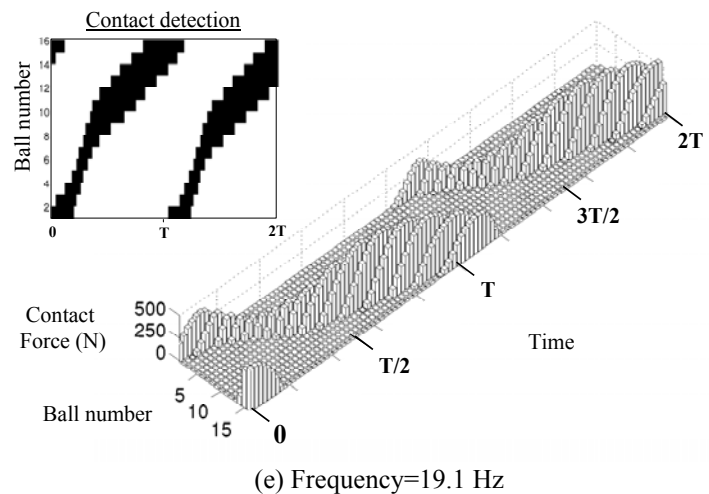 Contact detection
16
14
12
10
8
6
4
2
Ball number
0 T 2T
2T
3T/2
T
T/2
0
Time
Contact
Force (N)
500
250
0
5
10
15
Ball number
(e) Frequency=19.1 Hz